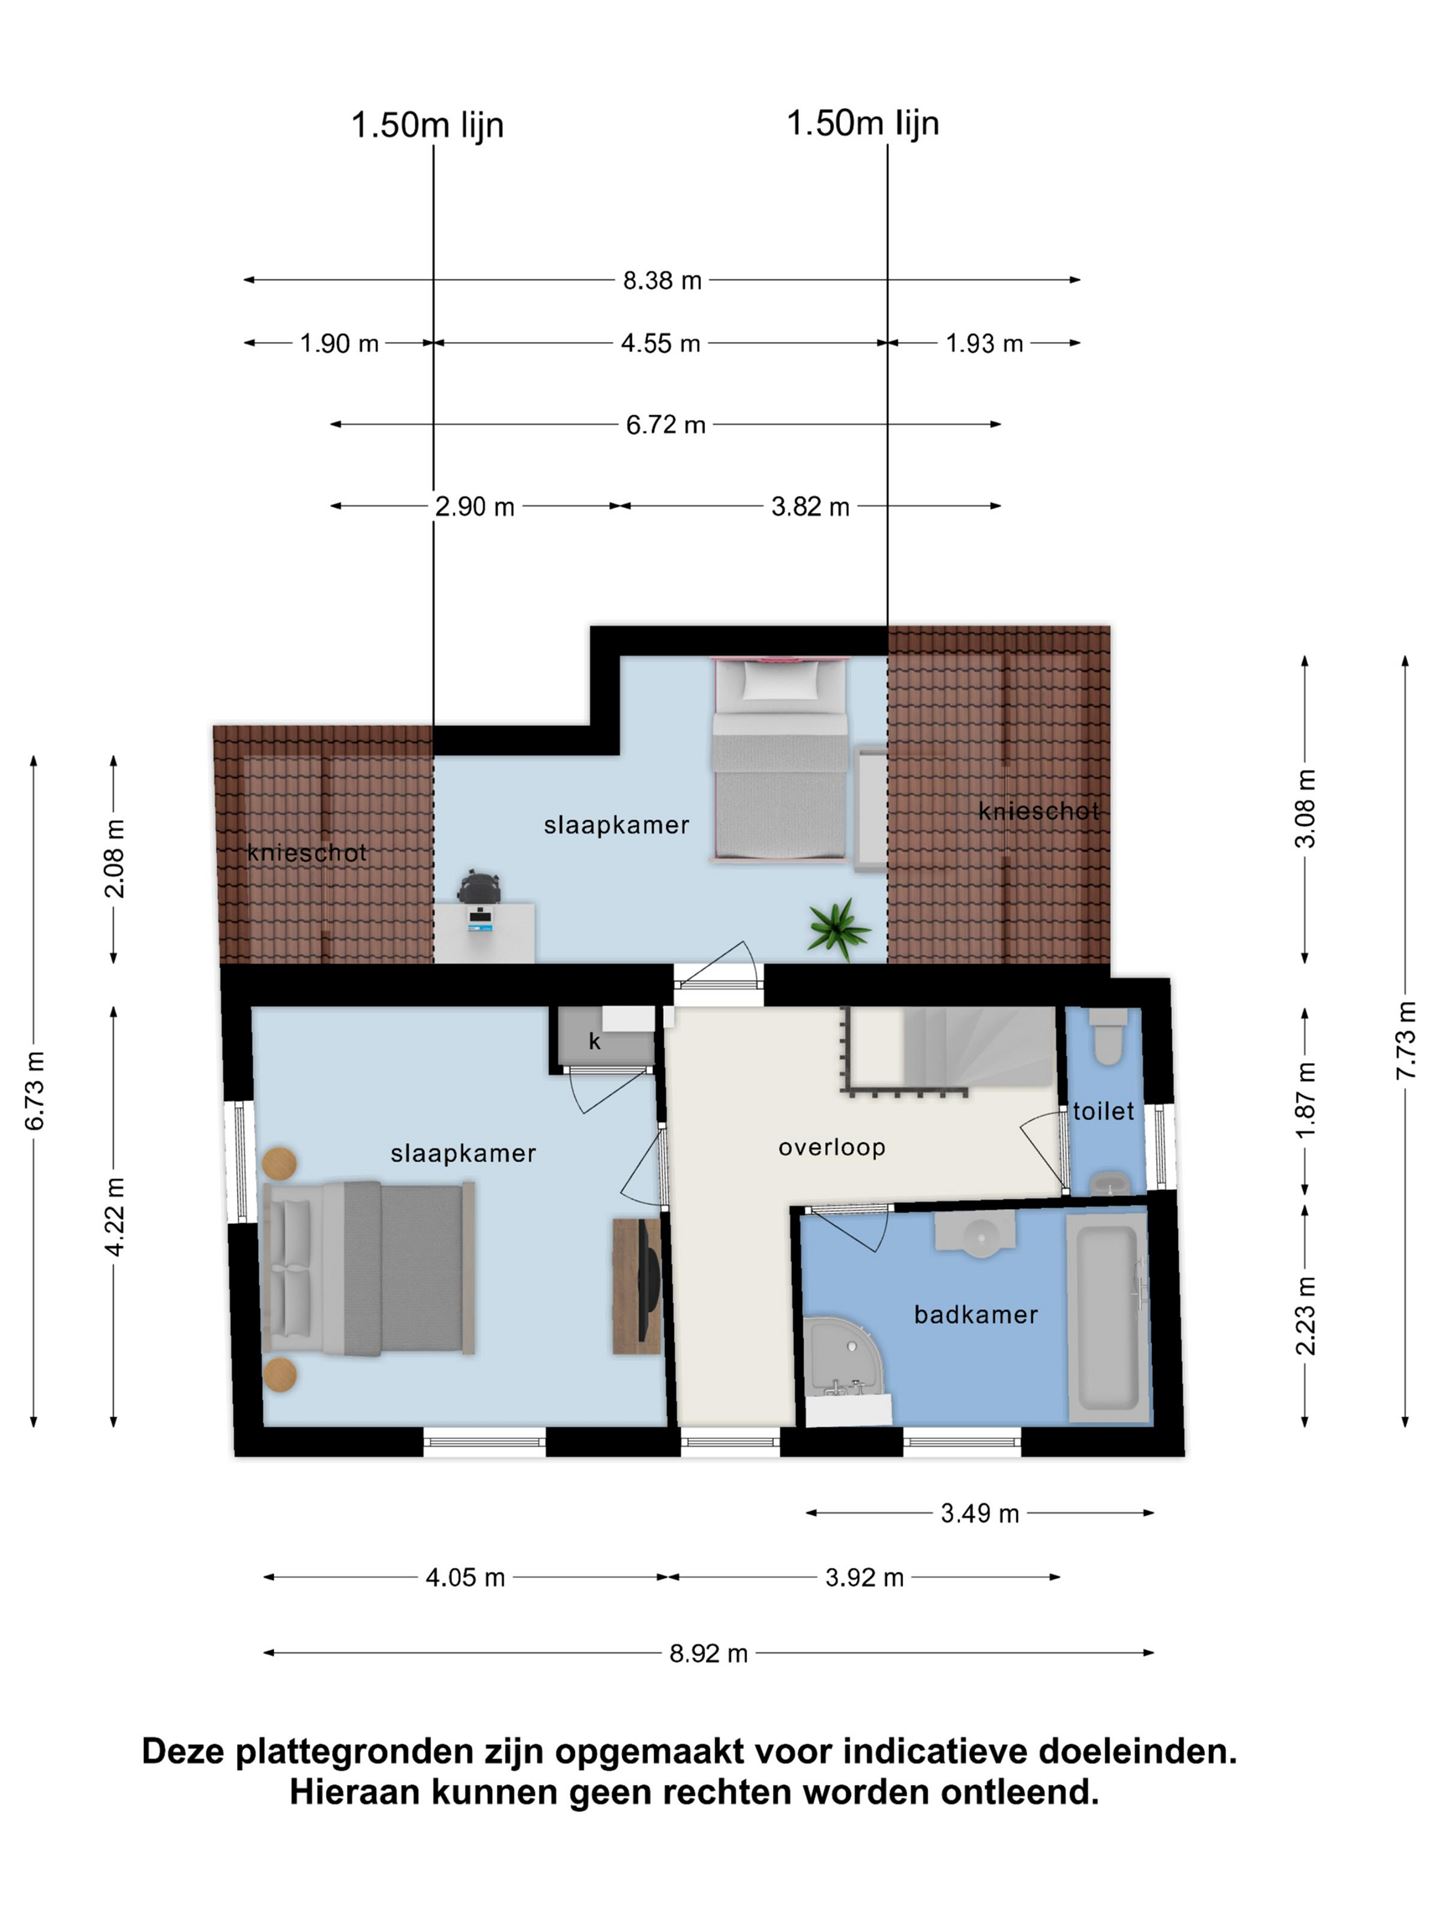 1.50m lijn
1.50m lijn
8.38 m
1.90 m
4.55 m
1.93 m
6.72 m
2.90 m
3.82 m
slaapkamer
knieschot
knieschot
2.08 m
3.08 m
k
toilet
slaapkamer
overloop
6.73 m
4.22 m
1.87 m
7.73 m
badkamer
2.23 m
3.49 m
4.05 m
3.92 m
8.92 m
Deze plattegronden zijn opgemaakt voor indicatieve doeleinden.
Hieraan kunnen geen rechten worden ontleend.